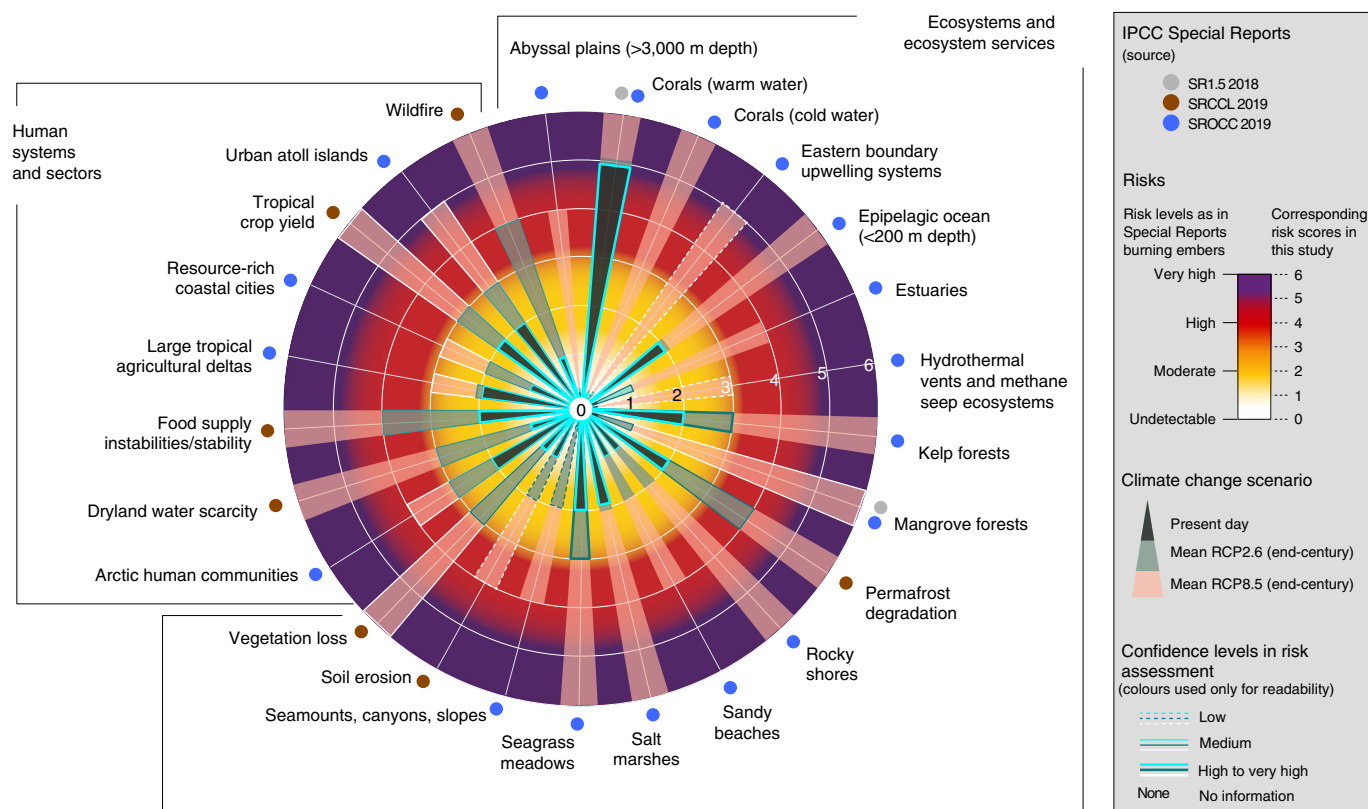 Ecosystems and
ecosystem services
Human
systems
and sectors
Abyssal plains (>3,000 m depth)
Corals (warm water)
Corals (cold water)
Eastern boundary
upwelling systems
Epipelagic ocean
(<200 m depth)
Estuaries
Hydrothermal
vents and methane
seep ecosystems
Kelp forests
Mangrove forests
Permafrost
degradation
Rocky
shores
Sandy
beaches
Salt
marshes
Seagrass
meadows
Seamounts, canyons, slopes
Soil erosion
Vegetation loss
Arctic human communities
Dryland water scarcity
Food supply
instabilities/stability
Large tropical
agricultural deltas
Resource-rich
coastal cities
Tropical
crop yield
Urban atoll islands
Wildfire
0 1 2 3 4 5 6
IPCC Special Reports
(source)
SR1.5 2018
SRCCL 2019
SROCC 2019
Risks
Risk levels as in
Special Reports
burning embers
Corresponding
risk scores in
this study
Very high 6
5
High 4
3
Moderate 2
1
Undetectable 0
Climate change scenario
Present day
Mean RCP2.6 (end-century)
Mean RCP8.5 (end-century)
Confidence levels in risk
assessment
(colours used only for readability)
Low
Medium
High to very high
None No information